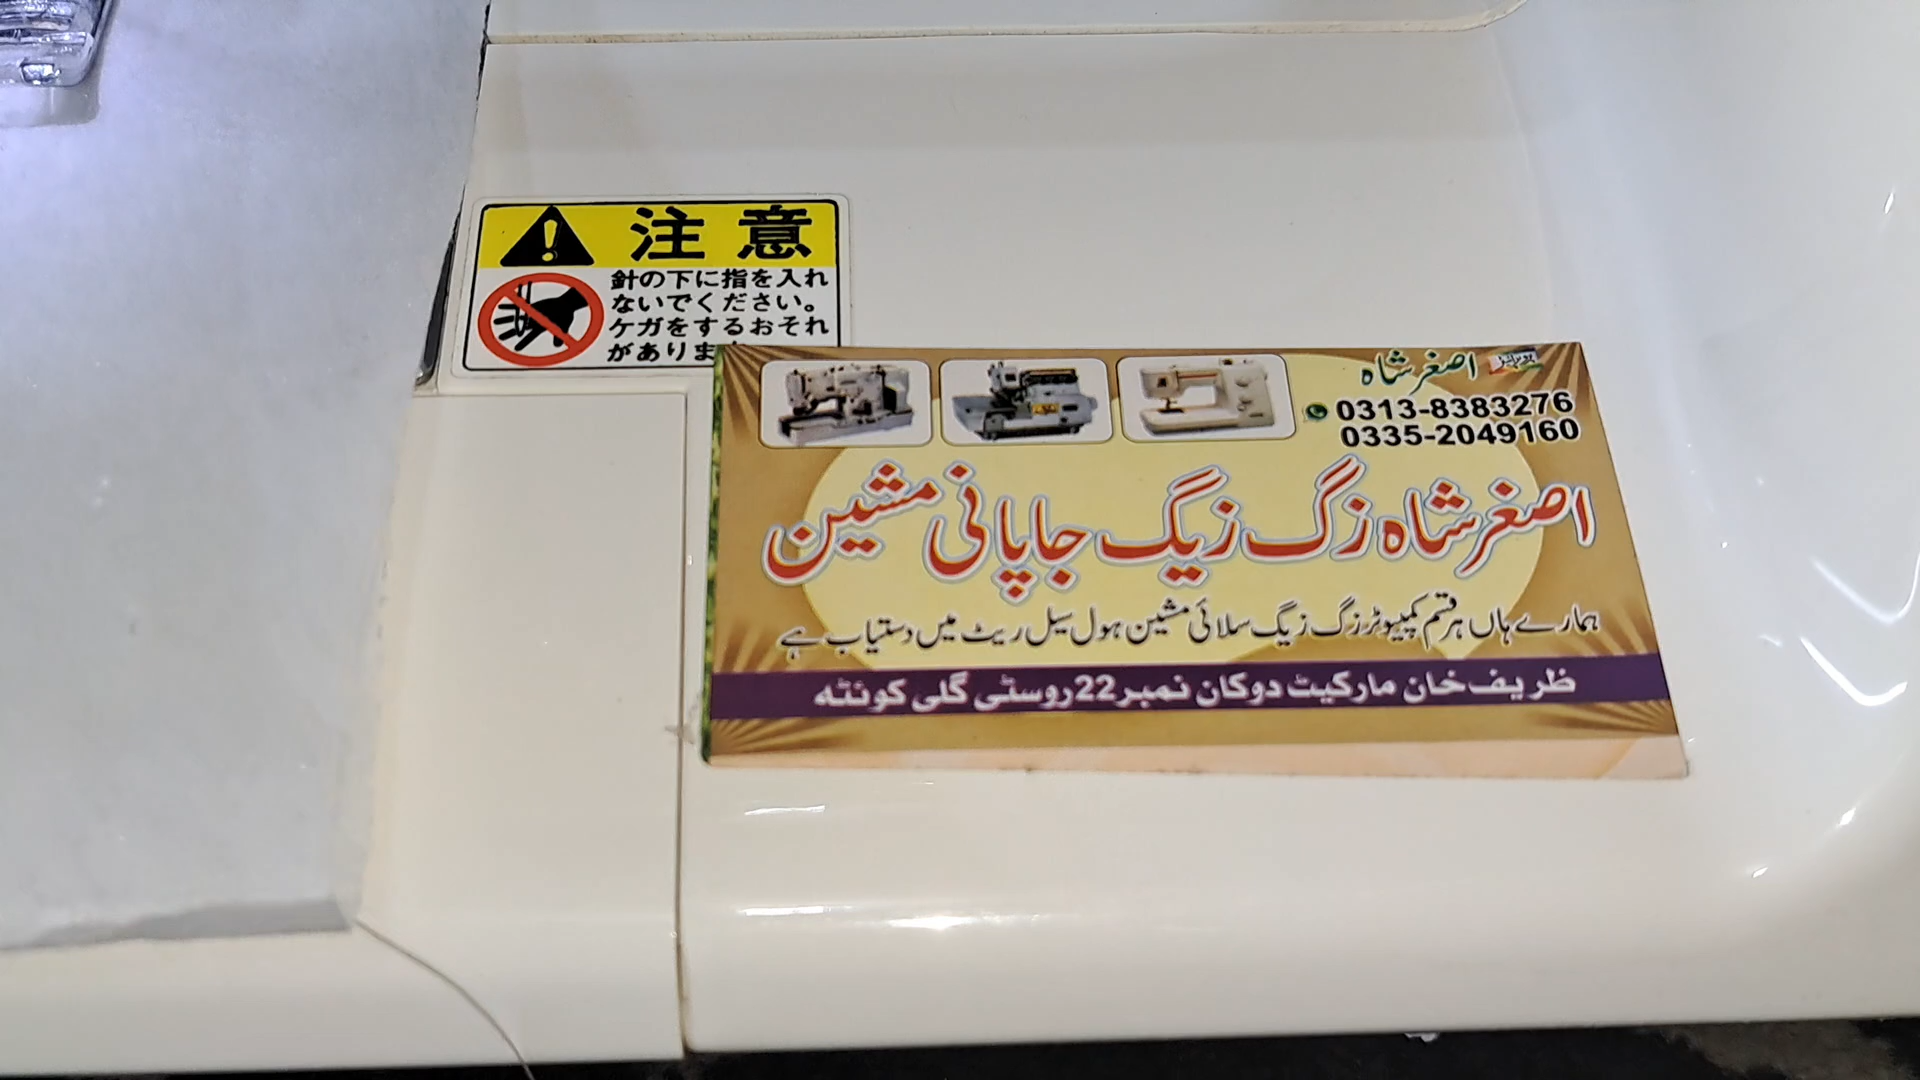 注意
針の下に指を入れ
ないでください。
ケガをするおそれ
がありま
پروپرائیٹر اصغر شاہ
0313-8383276
0335-2049160
اصغر شاہ زگ زیگ جاپانی مشین
ہمارے ہاں ہر قسم کمپیوٹر زگ زیگ سلائی مشین ہول سیل ریٹ میں دستیاب ہے
ظریف خان مارکیٹ دوکان نمبر 22 روسٹی گلی کوئٹہ